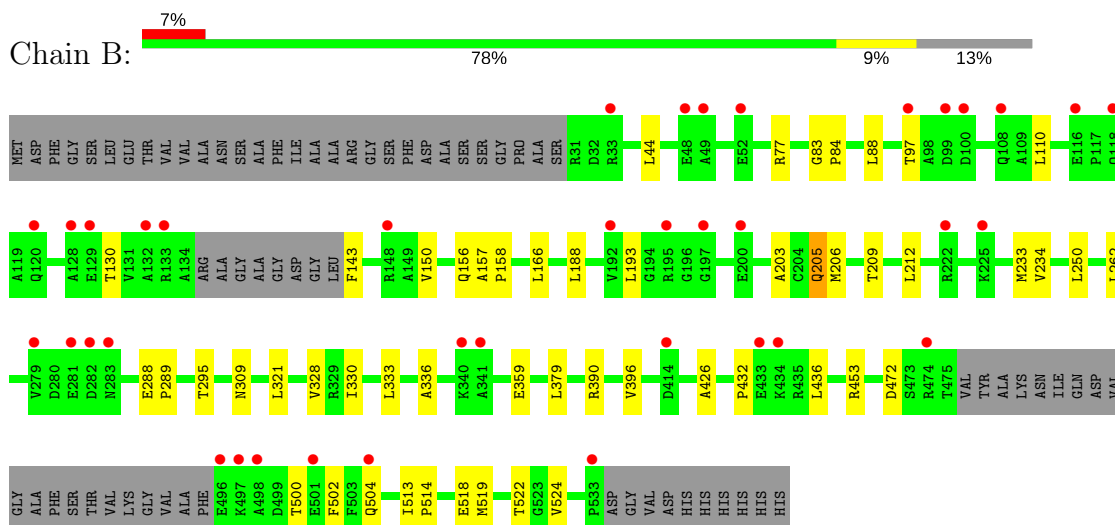 7%
Chain B:
78% 9% 13%
MET ASP PHE GLY SER LEU GLU THR VAL VAL ALA ASN SER ALA PHE ILE ALA ALA ARG GLY SER PHE ASP ALA SER SER GLY PRO ALA SER R31 D32 R33 L44 E48 A49 E52 R77 G83 P84 L88 T97 A98 D99 D100 Q108 A109 L110 E116 P117
A119 Q120 A128 E129 T130 V131 A132 R133 A134 ARG ALA GLY ALA GLY ASP GLY LEU F143 R148 A149 V150 Q156 A157 P158 L166 L188 V192 L193 G194 R195 G196 G197 E200 A203 C204 Q205 M206 T209 L212 R222 K225 M233 V234 L250
V279 D280 E281 D282 N283 E288 P289 T295 N309 L321 V328 R329 I330 L333 A336 K340 A341 E359 L379 R390 V396 D414 A426 P432 E433 K434 R435 L436 R453 D472 S473 R474 T475 VAL TYR ALA LYS ASN ILE GLN ASP VAL
GLY ALA PHE SER THR VAL LYS GLY VAL ALA PHE E496 K497 A498 D499 T500 E501 F502 F503 Q504 I513 P514 E518 M519 T522 G523 V524 P533 ASP GLY VAL ASP HIS HIS HIS HIS HIS HIS